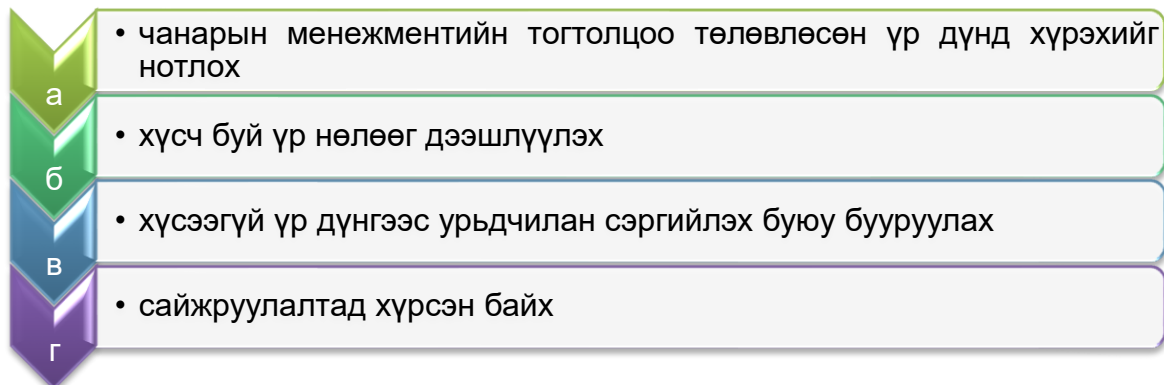 а
• чанарын менежментийн тогтолцоо төлөвлөсөн үр дүнд хүрэхийг
нотлох
б
• хүсч буй үр нөлөөг дээшлүүлэх
в
• хүсээгүй үр дүнгээс урьдчилан сэргийлэх буюу бууруулах
г
• сайжруулалтад хүрсэн байх